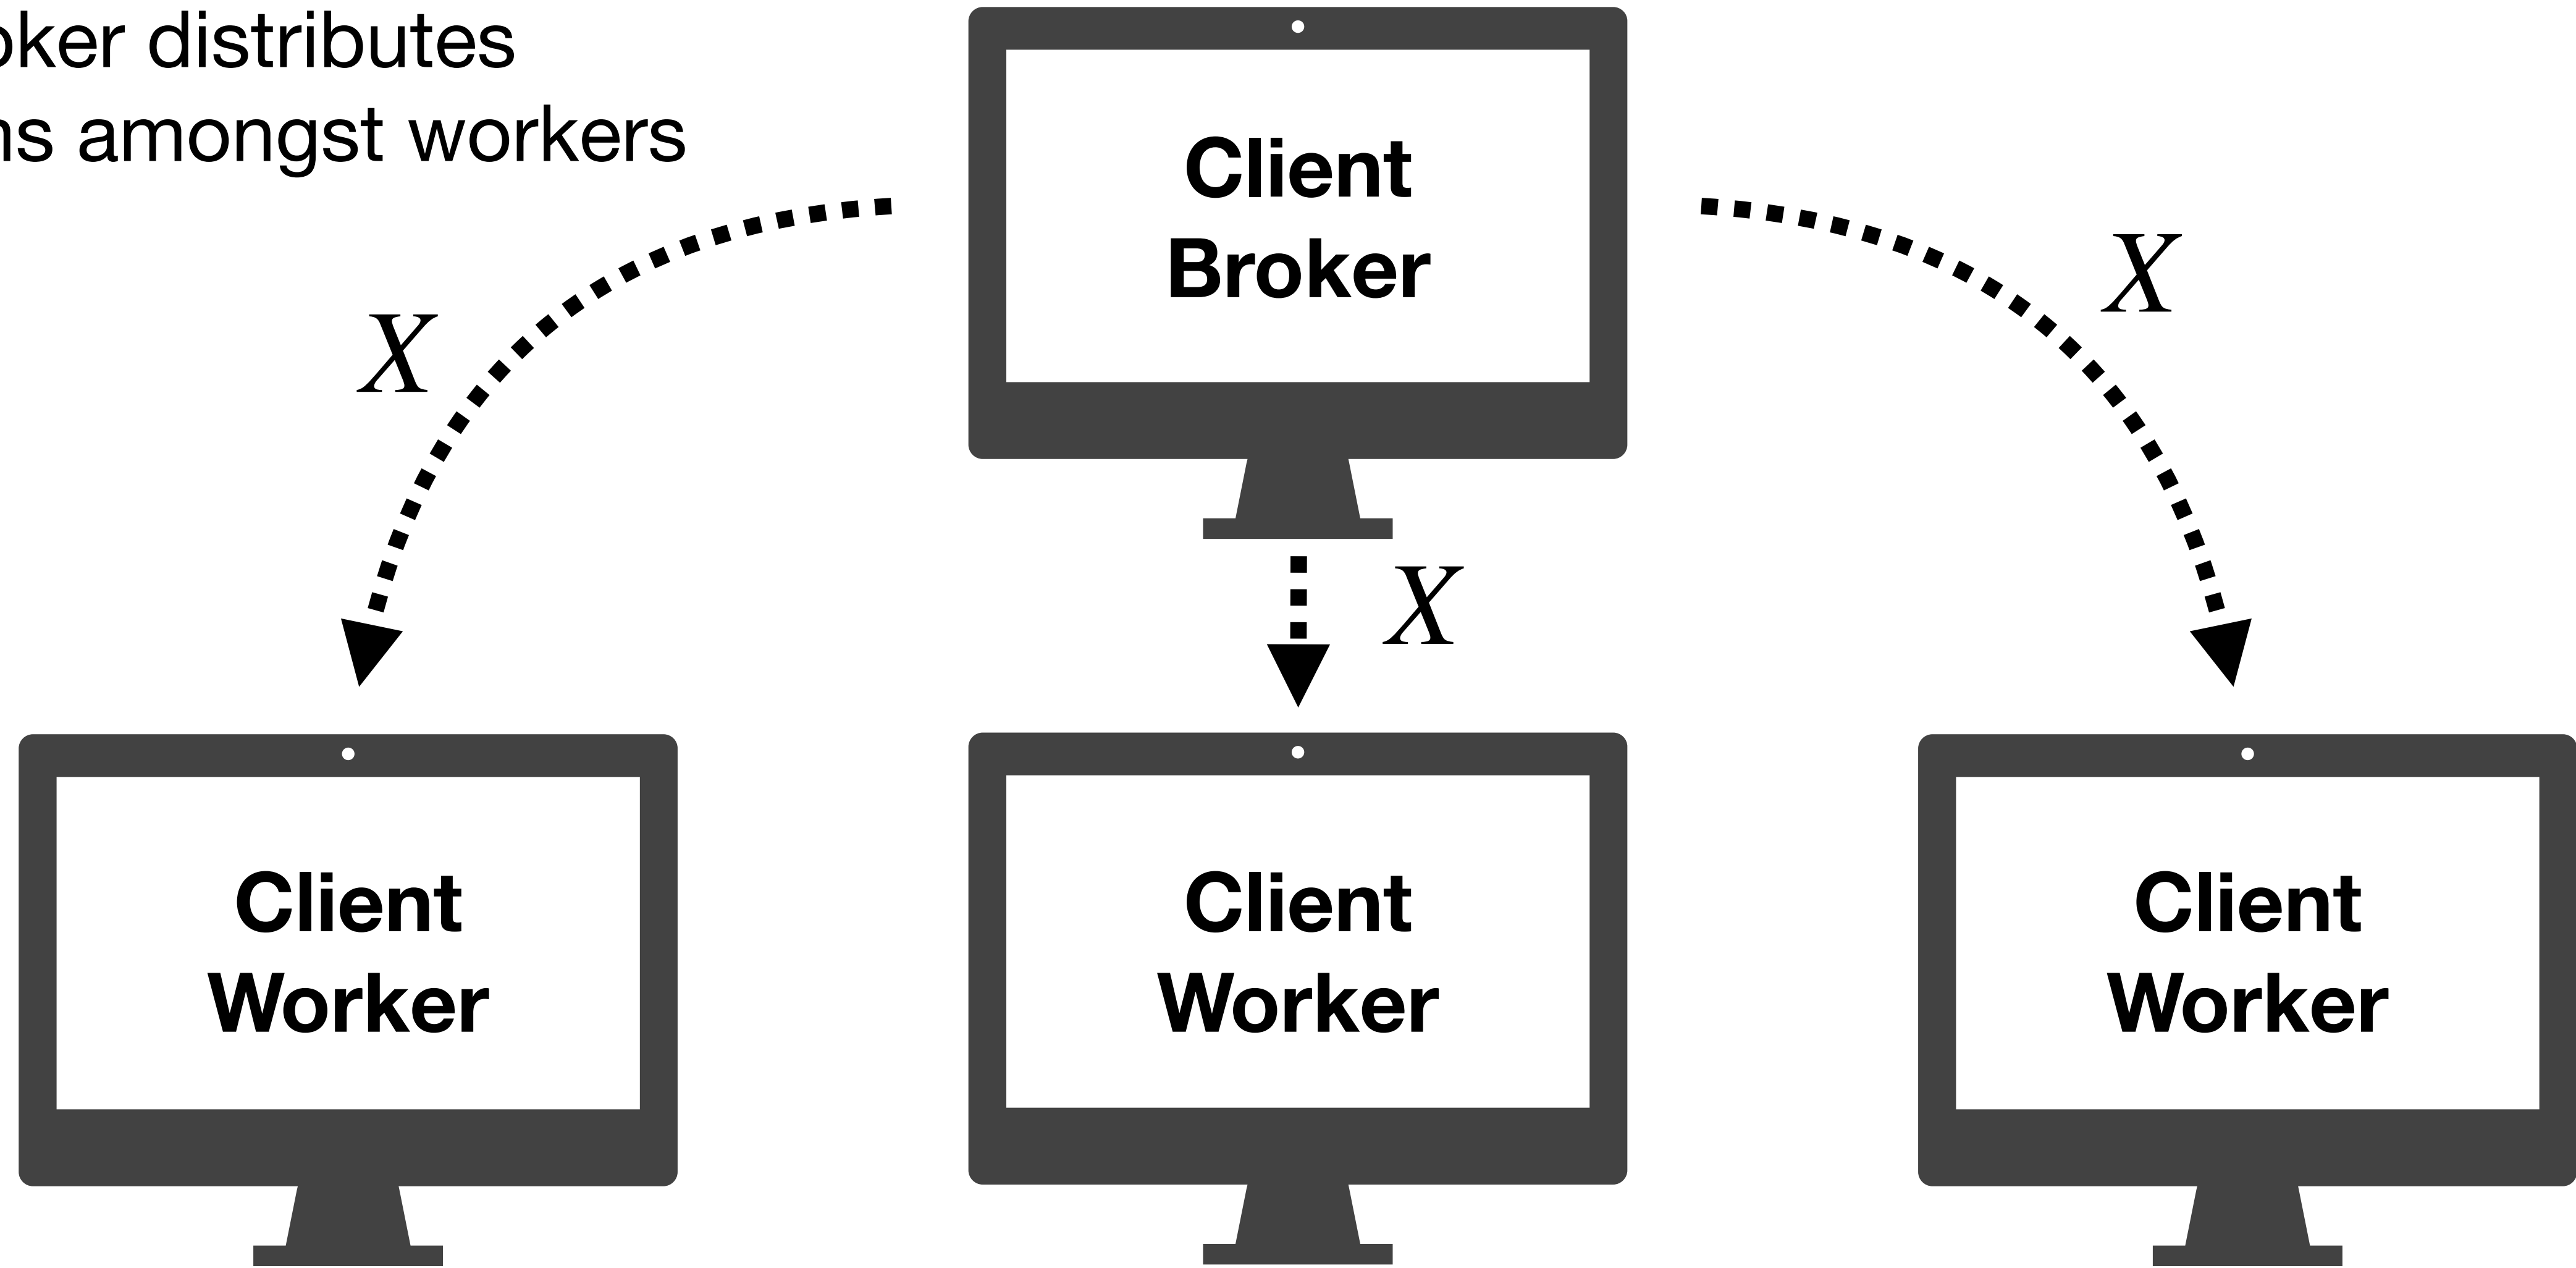 oker distributes
ns amongst workers
Client
Broker
X
X
X
Client
Worker
Client
Worker
Client
Worker